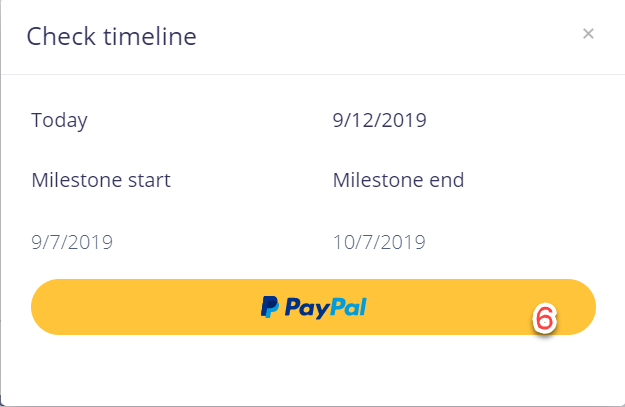 Check timeline ×
Today 9/12/2019
Milestone start Milestone end
9/7/2019 10/7/2019
PayPal
6